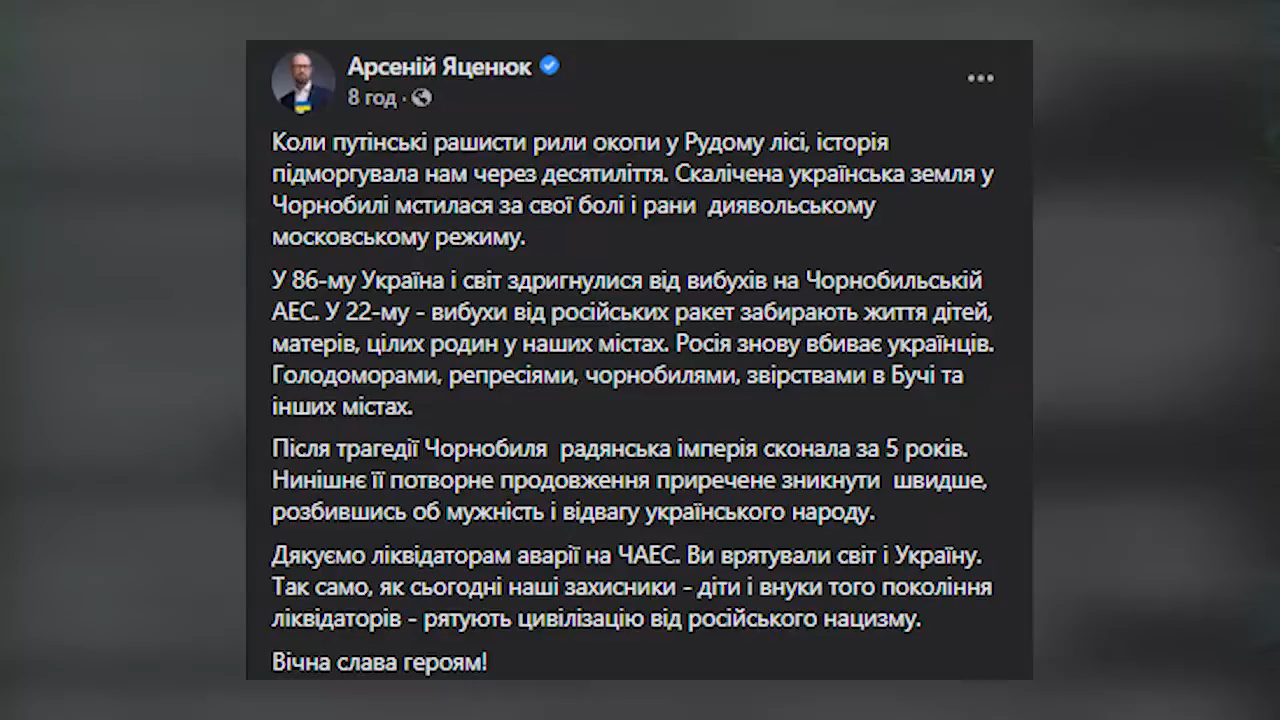 Арсеній Яценюк
8 год ·
Коли путінські рашисти рили окопи у Рудому лісі, історія
підморгувала нам через десятиліття. Скалічена українська земля у
Чорнобилі мстилася за свої болі і рани  диявольському
московському режиму.
У 86-му Україна і світ здригнулися від вибухів на Чорнобильській
АЕС. У 22-му - вибухи від російських ракет забирають життя дітей,
матерів, цілих родин у наших містах. Росія знову вбиває українців.
Голодоморами, репресіями, чорнобилями, звірствами в Бучі та
інших містах.
Після трагедії Чорнобиля  радянська імперія сконала за 5 років.
Нинішнє її потворне продовження приречене зникнути  швидше,
розбившись об мужність і відвагу українського народу.
Дякуємо ліквідаторам аварії на ЧАЕС. Ви врятували світ і Україну.
Так само, як сьогодні наші захисники - діти і внуки того покоління
ліквідаторів - рятують цивілізацію від російського нацизму.
Вічна слава героям!